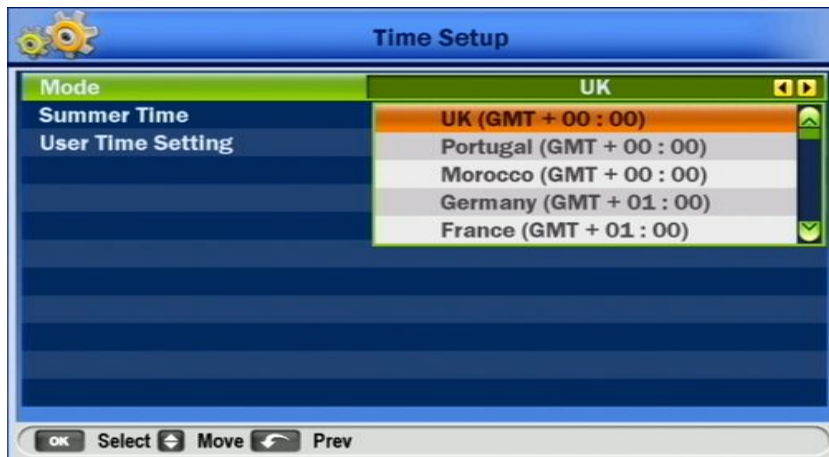 Time Setup
Mode UK
Summer Time UK (GMT + 00 : 00)
User Time Setting Portugal (GMT + 00 : 00)
Morocco (GMT + 00 : 00)
Germany (GMT + 01 : 00)
France (GMT + 01 : 00)
OK Select Move Prev